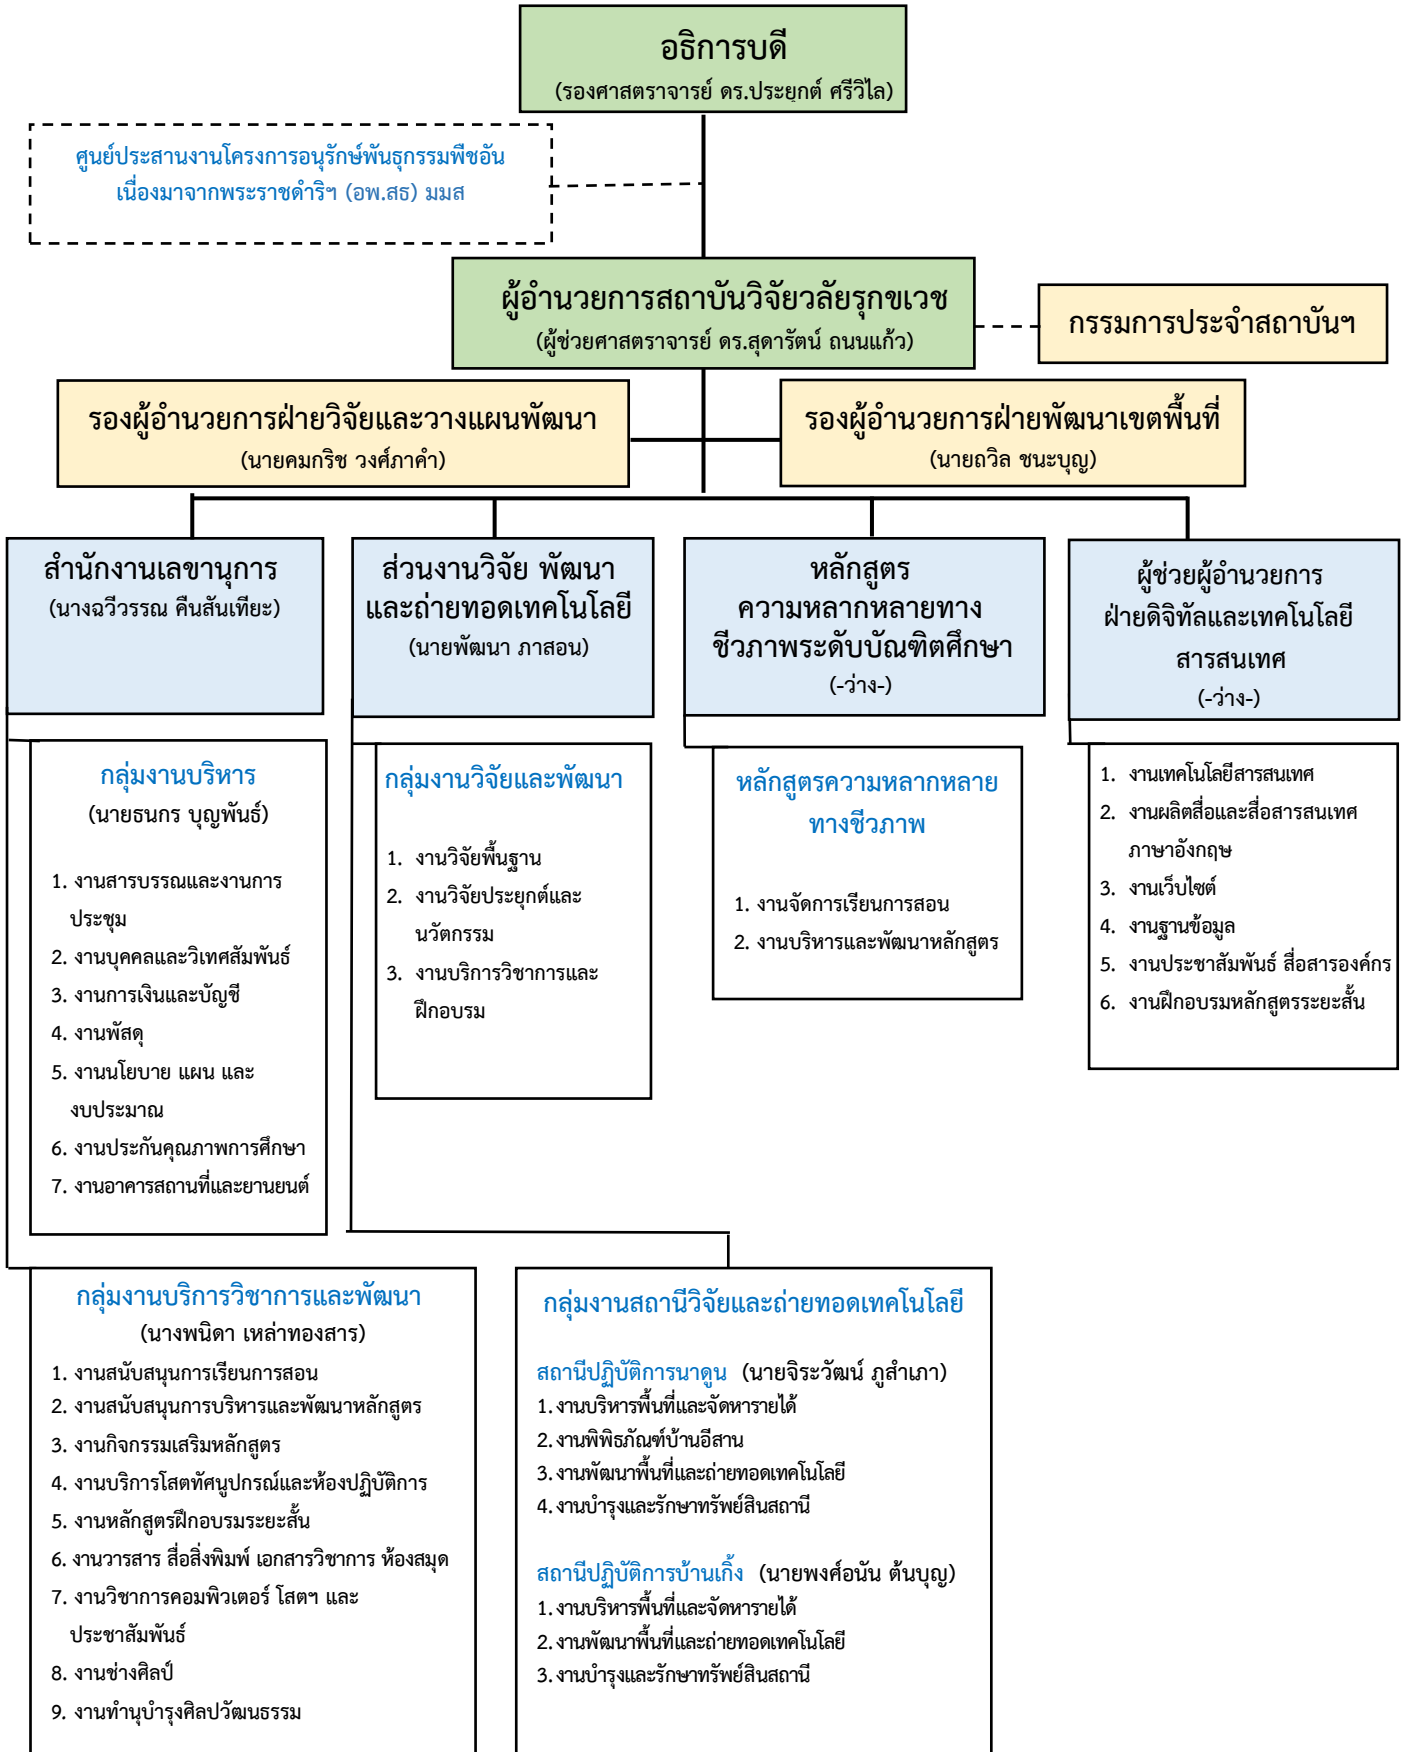 อธิการบดี
(รองศาสตราจารย์ ดร.ประยุกต์ ศรีวิไล)
ศูนย์ประสานงานโครงการอนุรักษ์พันธุกรรมพืชอัน
เนื่องมาจากพระราชดำริฯ (อพ.สธ) มมส
ผู้อำนวยการสถาบันวิจัยวลัยรุกขเวช
(ผู้ช่วยศาสตราจารย์ ดร.สุดารัตน์ ถนนแก้ว)
กรรมการประจำสถาบันฯ
รองผู้อำนวยการฝ่ายวิจัยและวางแผนพัฒนา
(นายคมกริช วงศ์ภาคำ)
รองผู้อำนวยการฝ่ายพัฒนาเขตพื้นที่
(นายถวิล ชนะบุญ)
สำนักงานเลขานุการ
(นางฉวีวรรณ คืนสันเทียะ)
ส่วนงานวิจัย พัฒนา
และถ่ายทอดเทคโนโลยี
(นายพัฒนา ภาสอน)
หลักสูตร
ความหลากหลายทาง
ชีวภาพระดับบัณฑิตศึกษา
(-ว่าง-)
ผู้ช่วยผู้อำนวยการ
ฝ่ายดิจิทัลและเทคโนโลยี
สารสนเทศ
(-ว่าง-)
กลุ่มงานบริหาร
(นายธนกร บุญพันธ์)
1. งานสารบรรณและงานการ
ประชุม
2. งานบุคคลและวิเทศสัมพันธ์
3. งานการเงินและบัญชี
4. งานพัสดุ
5. งานนโยบาย แผน และ
งบประมาณ
6. งานประกันคุณภาพการศึกษา
7. งานอาคารสถานที่และยานยนต์
กลุ่มงานวิจัยและพัฒนา
1. งานวิจัยพื้นฐาน
2. งานวิจัยประยุกต์และ
นวัตกรรม
3. งานบริการวิชาการและ
ฝึกอบรม
หลักสูตรความหลากหลาย
ทางชีวภาพ
1. งานจัดการเรียนการสอน
2. งานบริหารและพัฒนาหลักสูตร
1. งานเทคโนโลยีสารสนเทศ
2. งานผลิตสื่อและสื่อสารสนเทศ
ภาษาอังกฤษ
3. งานเว็บไซต์
4. งานฐานข้อมูล
5. งานประชาสัมพันธ์ สื่อสารองค์กร
6. งานฝึกอบรมหลักสูตรระยะสั้น
กลุ่มงานบริการวิชาการและพัฒนา
(นางพนิดา เหล่าทองสาร)
1. งานสนับสนุนการเรียนการสอน
2. งานสนับสนุนการบริหารและพัฒนาหลักสูตร
3. งานกิจกรรมเสริมหลักสูตร
4. งานบริการโสตทัศนูปกรณ์และห้องปฏิบัติการ
5. งานหลักสูตรฝึกอบรมระยะสั้น
6. งานวารสาร สื่อสิ่งพิมพ์ เอกสารวิชาการ ห้องสมุด
7. งานวิชาการคอมพิวเตอร์ โสตฯ และ
ประชาสัมพันธ์
8. งานช่างศิลป์
9. งานทำนุบำรุงศิลปวัฒนธรรม
กลุ่มงานสถานีวิจัยและถ่ายทอดเทคโนโลยี
สถานีปฏิบัติการนาดูน (นายจิระวัฒน์ ภูสำเภา)
1. งานบริหารพื้นที่และจัดหารายได้
2. งานพิพิธภัณฑ์บ้านอีสาน
3. งานพัฒนาพื้นที่และถ่ายทอดเทคโนโลยี
4. งานบำรุงและรักษาทรัพย์สินสถานี
สถานีปฏิบัติการบ้านเกิ้ง (นายพงศ์อนัน ต้นบุญ)
1. งานบริหารพื้นที่และจัดหารายได้
2. งานพัฒนาพื้นที่และถ่ายทอดเทคโนโลยี
3. งานบำรุงและรักษาทรัพย์สินสถานี